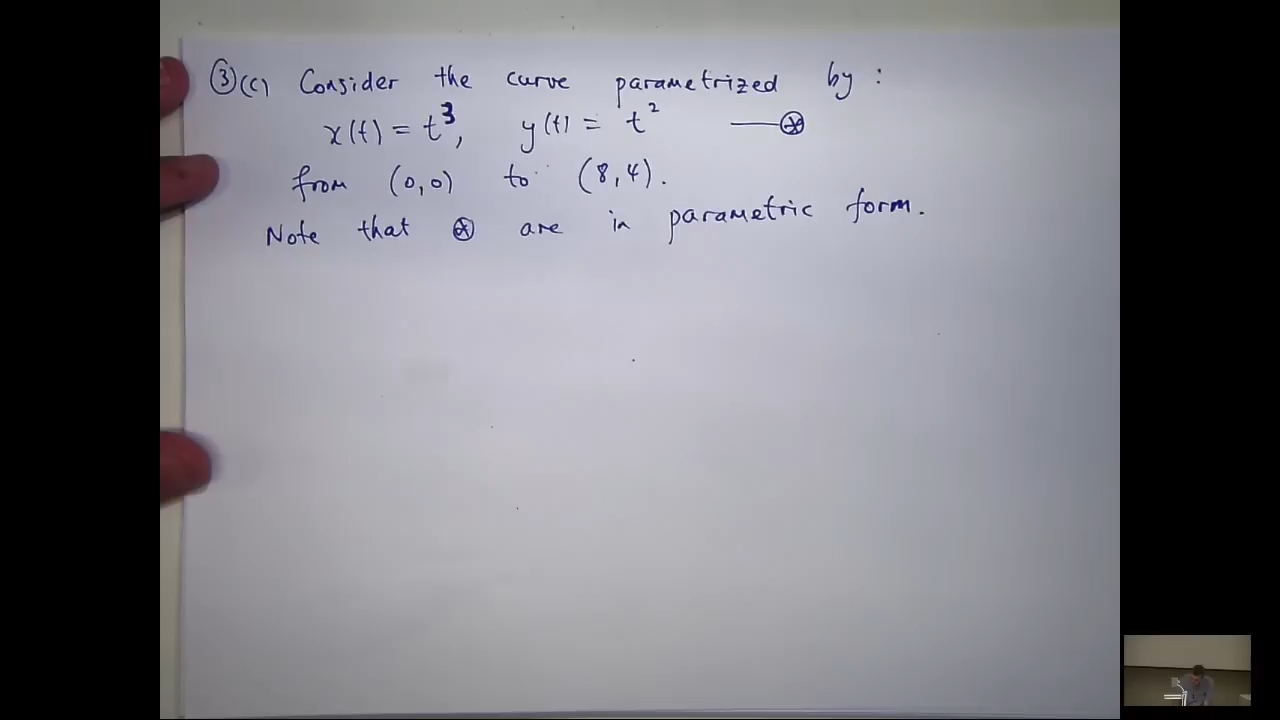 ③(c) Consider the curve parametrized by :
x(t) = t³, y(t) = t² —⊛
from (0,0) to (8,4).
Note that ⊛ are in parametric form.